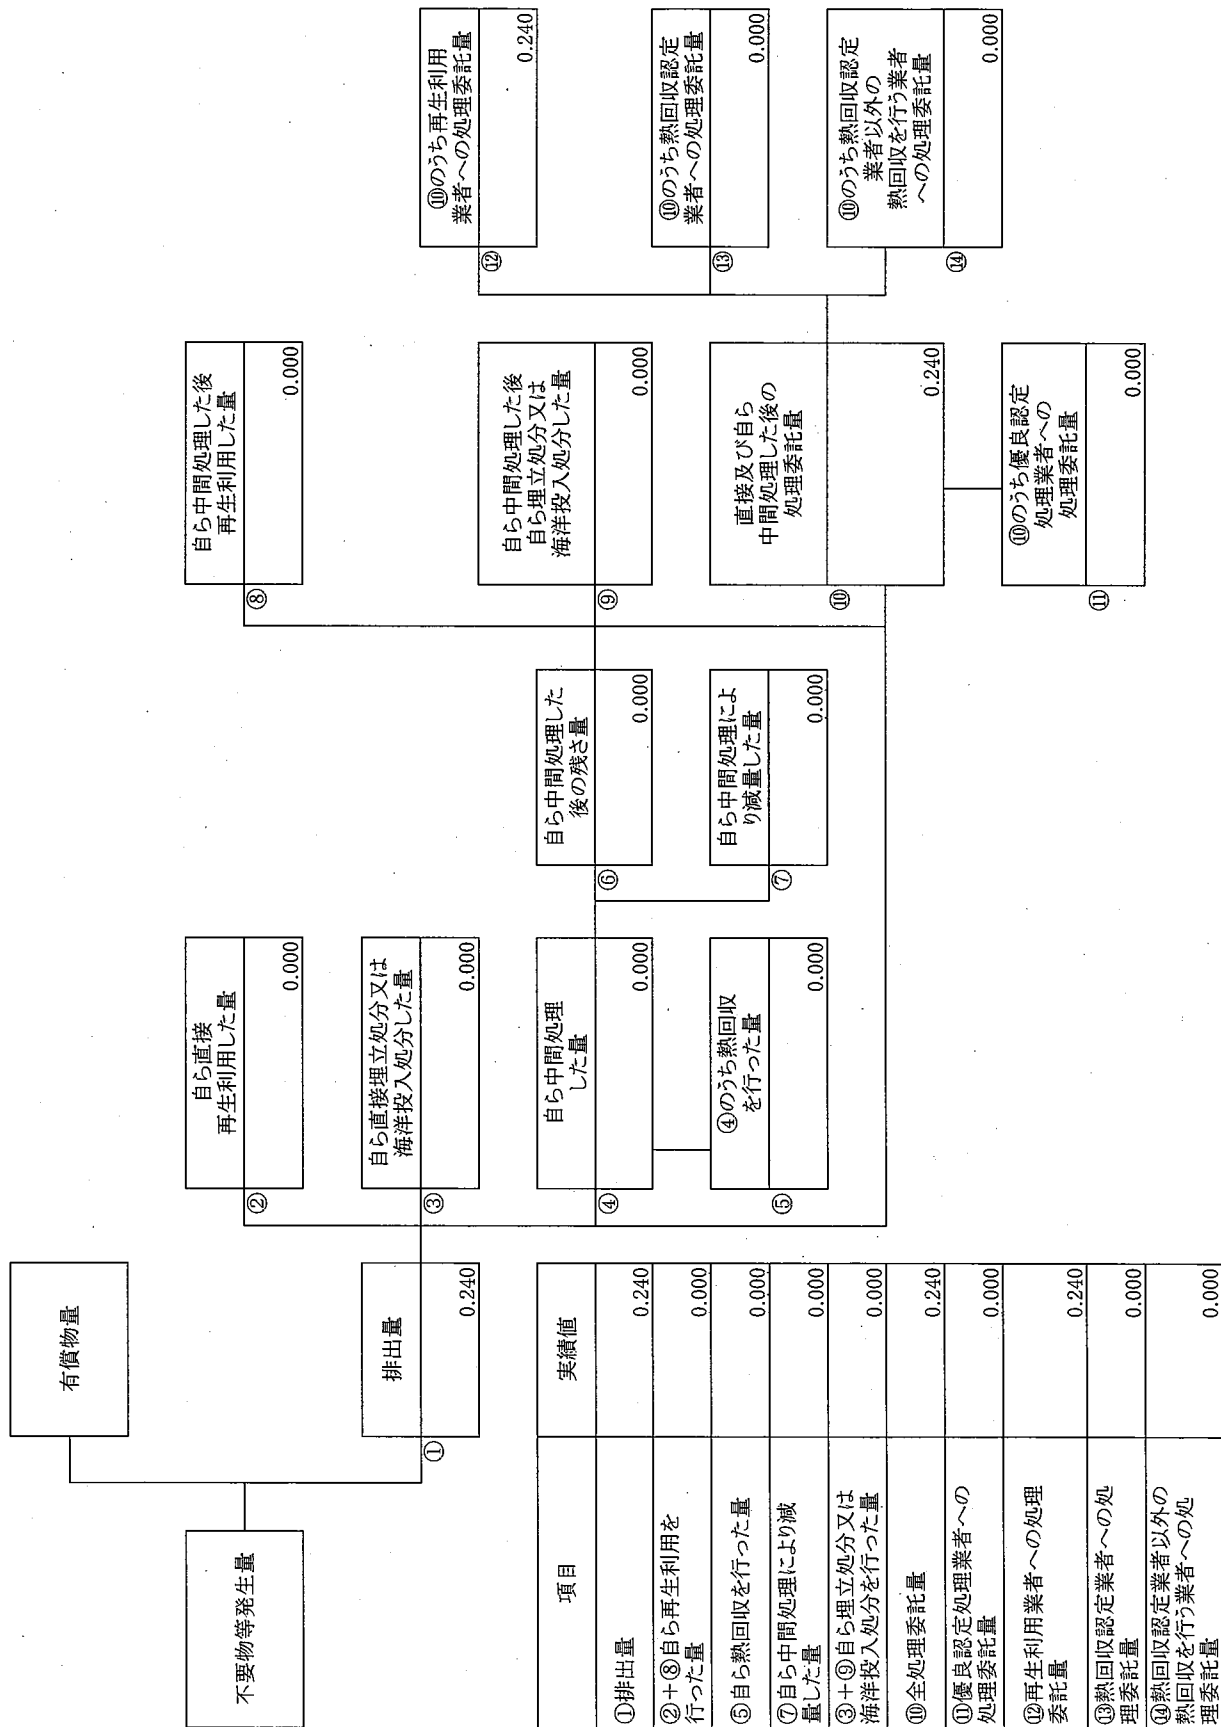 不要物等発生量
有償物量
①
排出量
0.240
②
自ら直接
再生利用した量
0.000
③
自ら直接埋立処分又は
海洋投入処分した量
0.000
④
自ら中間処理
した量
0.000
⑤
④のうち熱回収
を行った量
0.000
⑥
自ら中間処理した
後の残さ量
0.000
⑦
自ら中間処理によ
り減量した量
0.000
⑧
自ら中間処理した後
再生利用した量
0.000
⑨
自ら中間処理した後
自ら埋立処分又は
海洋投入処分した量
0.000
⑩
直接及び自ら
中間処理した後の
処理委託量
0.240
⑪
⑩のうち優良認定
処理業者への
処理委託量
0.000
⑫
⑩のうち再生利用
業者への処理委託量
0.240
⑬
⑩のうち熱回収認定
業者への処理委託量
0.000
⑭
⑩のうち熱回収認定
業者以外の
熱回収を行う業者
への処理委託量
0.000
項目 実績値
①排出量 0.240
②+⑧自ら再生利用を
行った量 0.000
⑤自ら熱回収を行った量 0.000
⑦自ら中間処理により減
量した量 0.000
③+⑨自ら埋立処分又は
海洋投入処分を行った量 0.000
⑩全処理委託量 0.240
⑪優良認定処理業者への
処理委託量 0.000
⑫再生利用業者への処理
委託量 0.240
⑬熱回収認定業者への処
理委託量 0.000
⑭熱回収認定業者以外の
熱回収を行う業者への処
理委託量 0.000